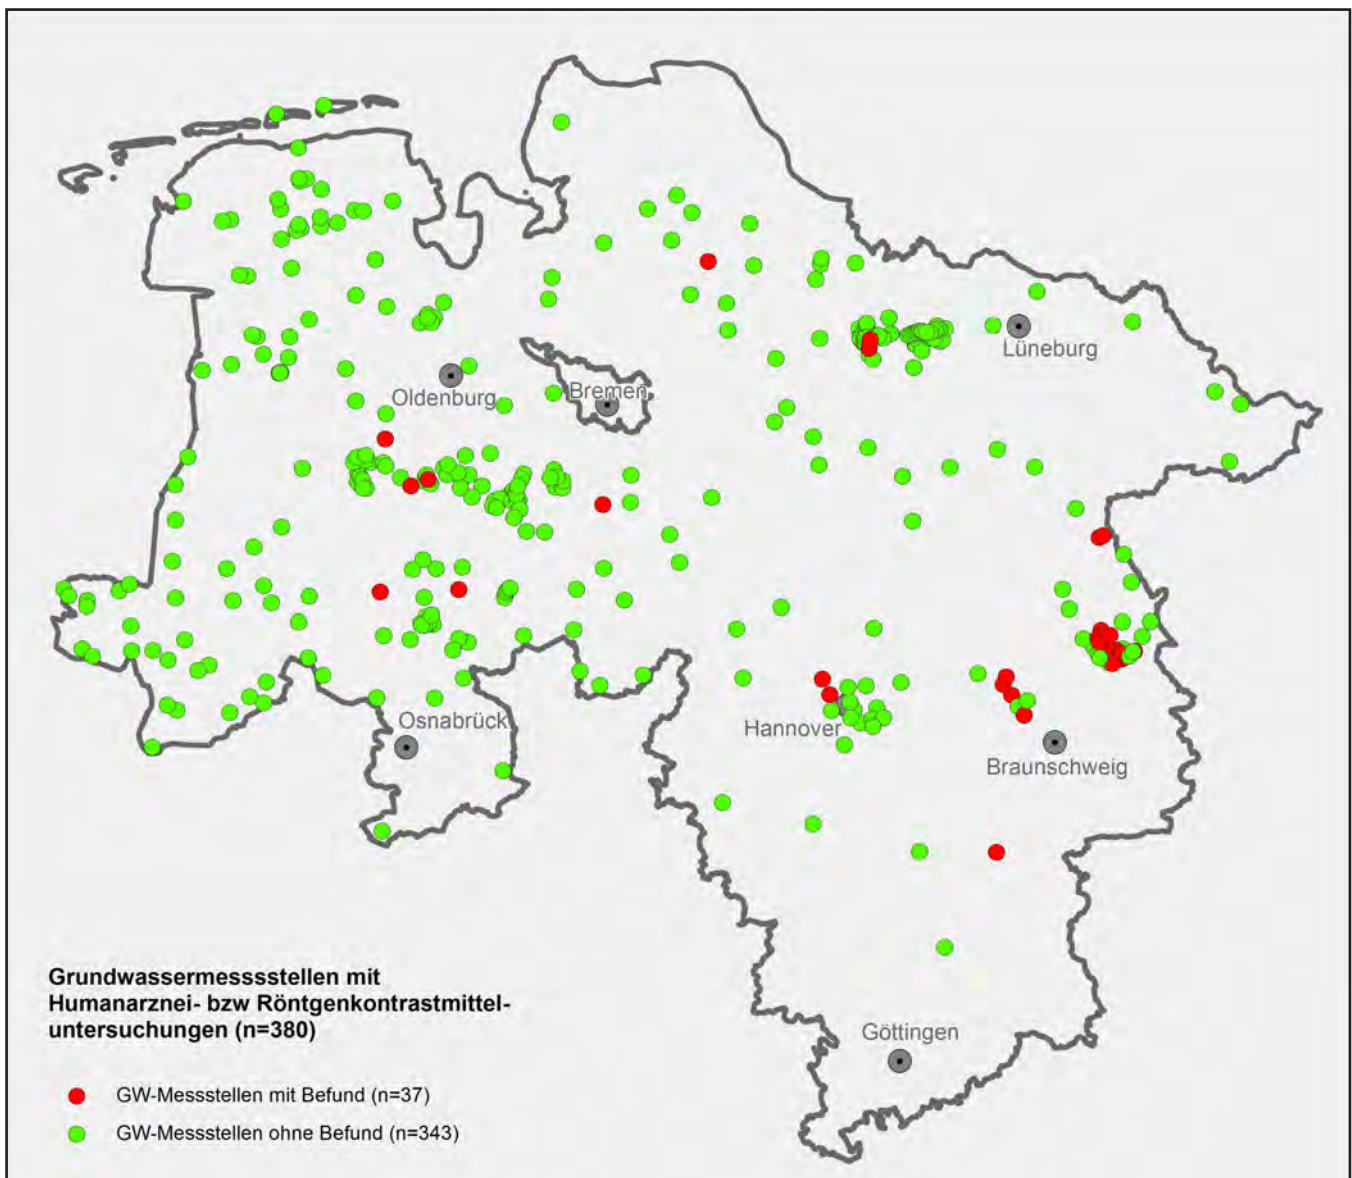 Lüneburg
Oldenburg
Bremen
Osnabrück
Hannover
Braunschweig
Göttingen
Grundwassermesssstellen mit
Humanarznei- bzw Röntgenkontrastmittel-
untersuchungen (n=380)
GW-Messstellen mit Befund (n=37)
GW-Messstellen ohne Befund (n=343)